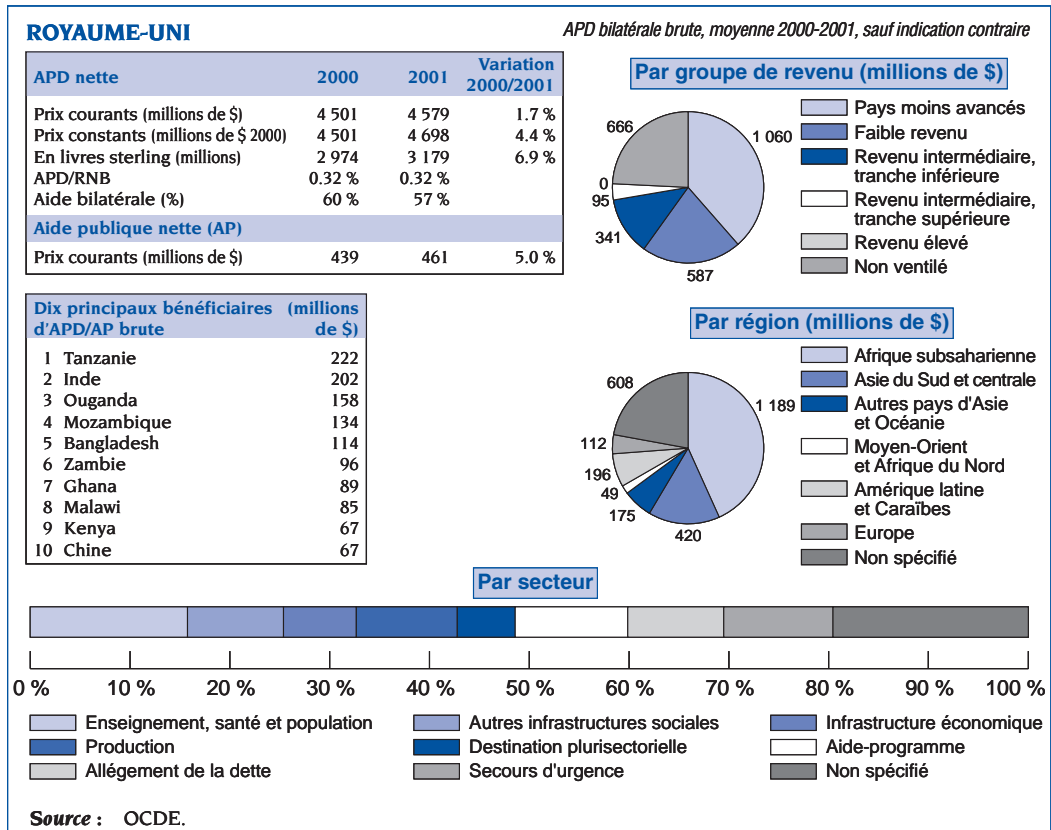 ROYAUME-UNI
APD bilatérale brute, moyenne 2000-2001, sauf indication contraire
APD nette 2000 2001 Variation 2000/2001
Prix courants (millions de $) 4 501 4 579 1.7 %
Prix constants (millions de $ 2000) 4 501 4 698 4.4 %
En livres sterling (millions) 2 974 3 179 6.9 %
APD/RNB 0.32 % 0.32 %
Aide bilatérale (%) 60 % 57 %
Aide publique nette (AP)
Prix courants (millions de $) 439 461 5.0 %
Par groupe de revenu (millions de $)
666
1 060
0
95
341
587
Pays moins avancés
Faible revenu
Revenu intermédiaire,
tranche inférieure
Revenu intermédiaire,
tranche supérieure
Revenu élevé
Non ventilé
Dix principaux bénéficiaires (millions
d'APD/AP brute de $)
1 Tanzanie 222
2 Inde 202
3 Ouganda 158
4 Mozambique 134
5 Bangladesh 114
6 Zambie 96
7 Ghana 89
8 Malawi 85
9 Kenya 67
10 Chine 67
Par région (millions de $)
608
1 189
112
196
49
175
420
Afrique subsaharienne
Asie du Sud et centrale
Autres pays d'Asie
et Océanie
Moyen-Orient
et Afrique du Nord
Amérique latine
et Caraïbes
Europe
Non spécifié
Par secteur
0 % 10 % 20 % 30 % 40 % 50 % 60 % 70 % 80 % 90 % 100 %
Enseignement, santé et population Autres infrastructures sociales Infrastructure économique
Production Destination plurisectorielle Aide-programme
Allégement de la dette Secours d'urgence Non spécifié
Source : OCDE.